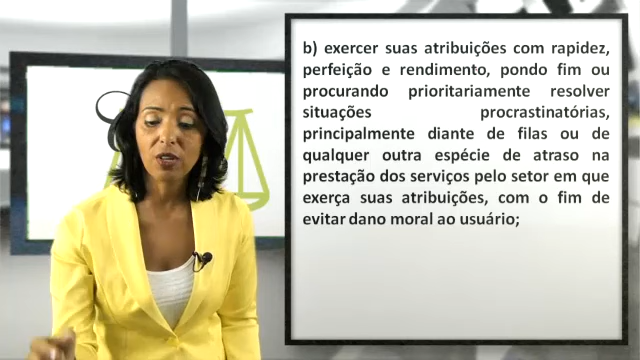 b) exercer suas atribuições com rapidez,
perfeição e rendimento, pondo fim ou
procurando prioritariamente resolver
situações procrastinatórias,
principalmente diante de filas ou de
qualquer outra espécie de atraso na
prestação dos serviços pelo setor em que
exerça suas atribuições, com o fim de
evitar dano moral ao usuário;